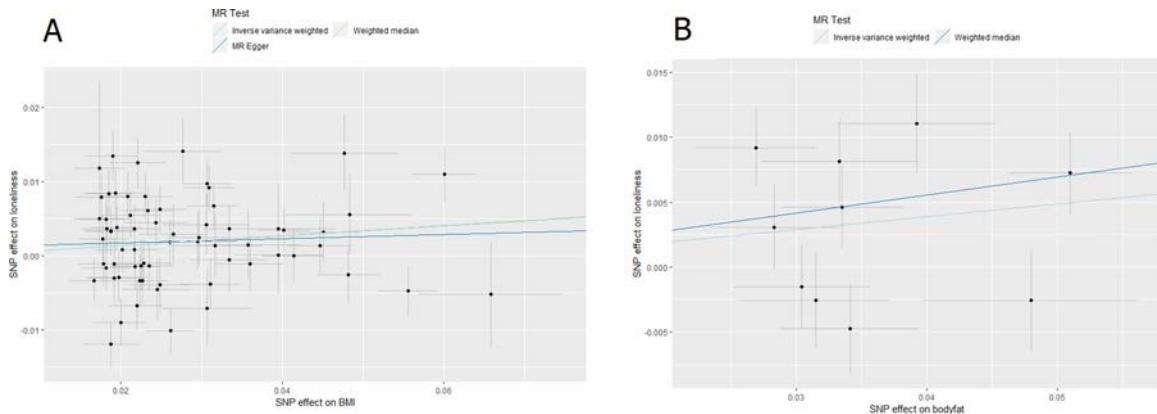 A
MR Test
Inverse variance weighted Weighted median
MR Egger
SNP effect on loneliness
0.02
0.01
0.00
-0.01
0.02 0.04 0.06
SNP effect on BMI
B
MR Test
Inverse variance weighted Weighted median
SNP effect on loneliness
0.015
0.010
0.005
0.000
-0.005
0.03 0.04 0.05
SNP effect on bodyfat